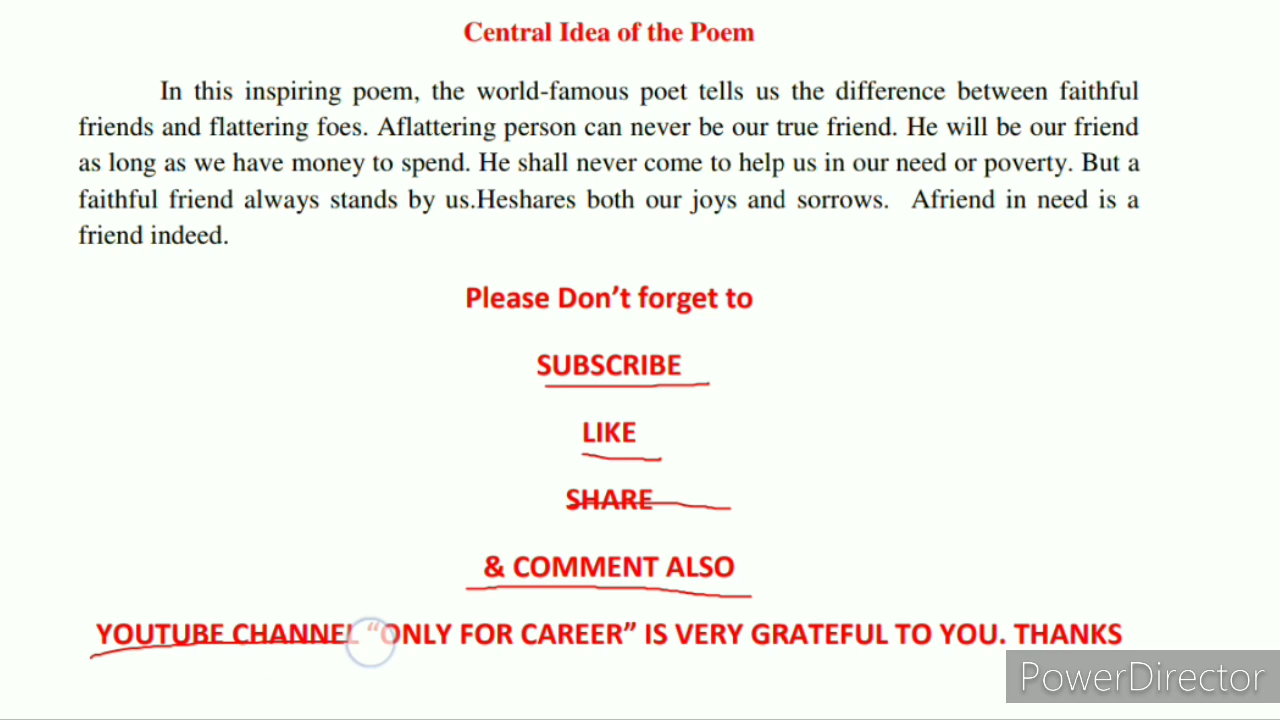 Central Idea of the Poem
In this inspiring poem, the world-famous poet tells us the difference between faithful
friends and flattering foes. Aflattering person can never be our true friend. He will be our friend
as long as we have money to spend. He shall never come to help us in our need or poverty. But a
faithful friend always stands by us.Heshares both our joys and sorrows. Afriend in need is a
friend indeed.
Please Don’t forget to
SUBSCRIBE
LIKE
SHARE
& COMMENT ALSO
YOUTUBE CHANNEL “ONLY FOR CAREER” IS VERY GRATEFUL TO YOU. THANKS
PowerDirector